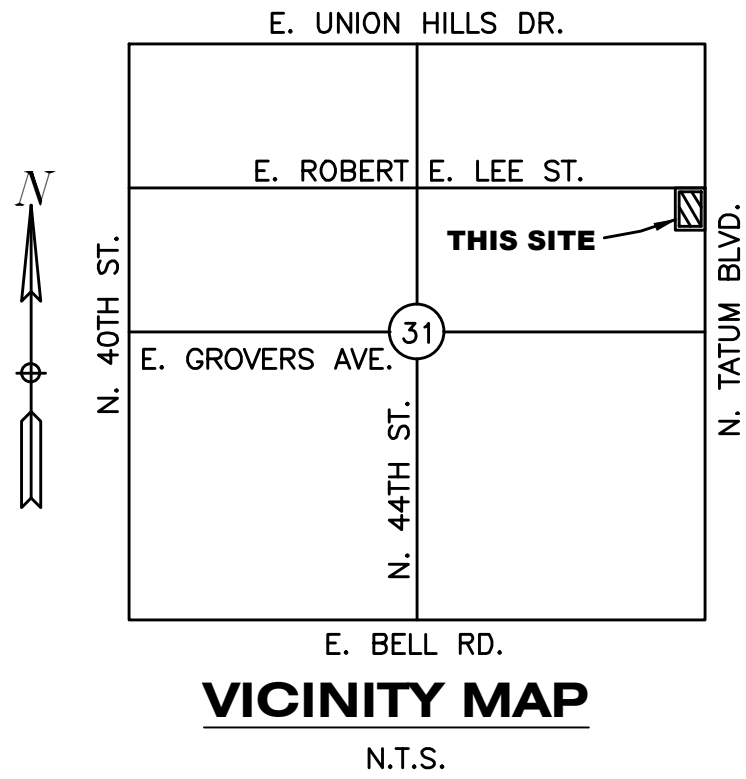 E. UNION HILLS DR.
N
E. ROBERT E. LEE ST.
THIS SITE
N. 40TH ST.
N. TATUM BLVD.
31
E. GROVERS AVE.
N. 44TH ST.
E. BELL RD.
VICINITY MAP
N.T.S.